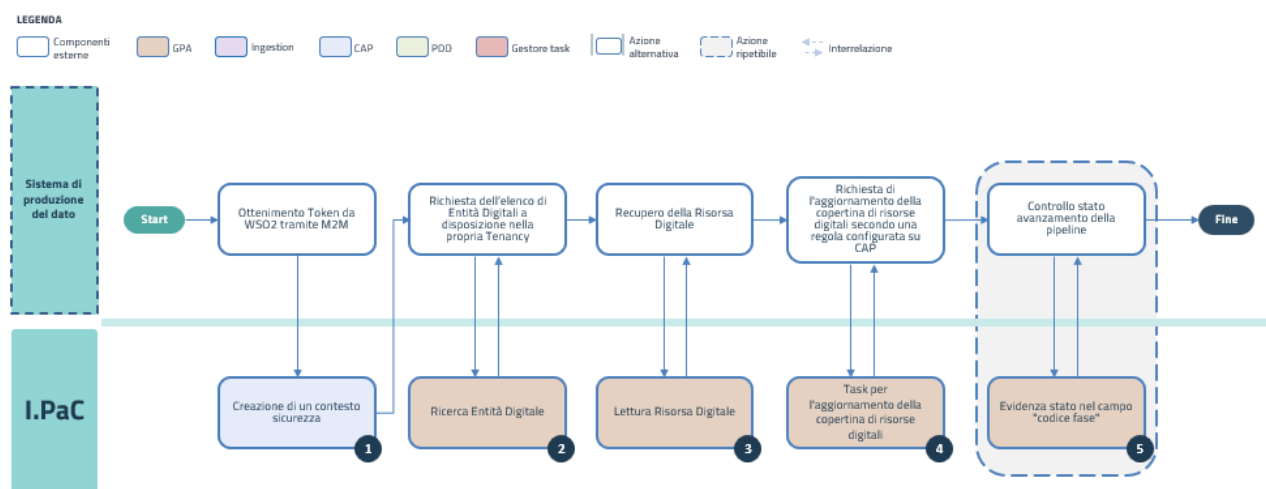 LEGENDA
Componenti
esterne
GPA
Ingestion
CAP
PDD
Gestore task
Azione
alternativa
Azione
ripetibile
Interrelazione
Sistema di
produzione
del dato
Start
Ottenimento Token da
WSO2 tramite M2M
Richiesta dell'elenco di
Entità Digitali a
disposizione nella
propria Tenancy
Recupero della Risorsa
Digitale
Richiesta di
l'aggiornamento della
copertina di risorse
digitali secondo una
regola configurata su
CAP
Controllo stato
avanzamento della
pipeline
Fine
I.PaC
Creazione di un contesto
sicurezza
1
Ricerca Entità Digitale
2
Lettura Risorsa Digitale
3
Task per
l'aggiornamento della
copertina di risorse
digitali
4
Evidenza stato nel campo
"codice fase"
5